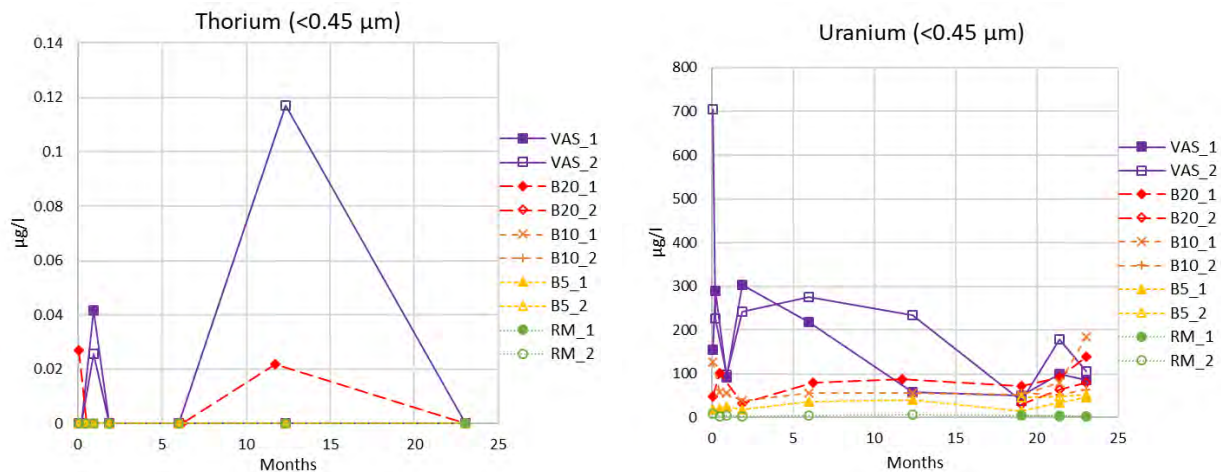 Thorium (<0.45 µm)
0.14
0.12
0.1
0.08
0.06
0.04
0.02
0
µg/l
0 5 10 15 20 25
Months
VAS_1
VAS_2
B20_1
B20_2
B10_1
B10_2
B5_1
B5_2
RM_1
RM_2
Uranium (<0.45 µm)
800
700
600
500
400
300
200
100
0
µg/l
0 5 10 15 20 25
Months
VAS_1
VAS_2
B20_1
B20_2
B10_1
B10_2
B5_1
B5_2
RM_1
RM_2